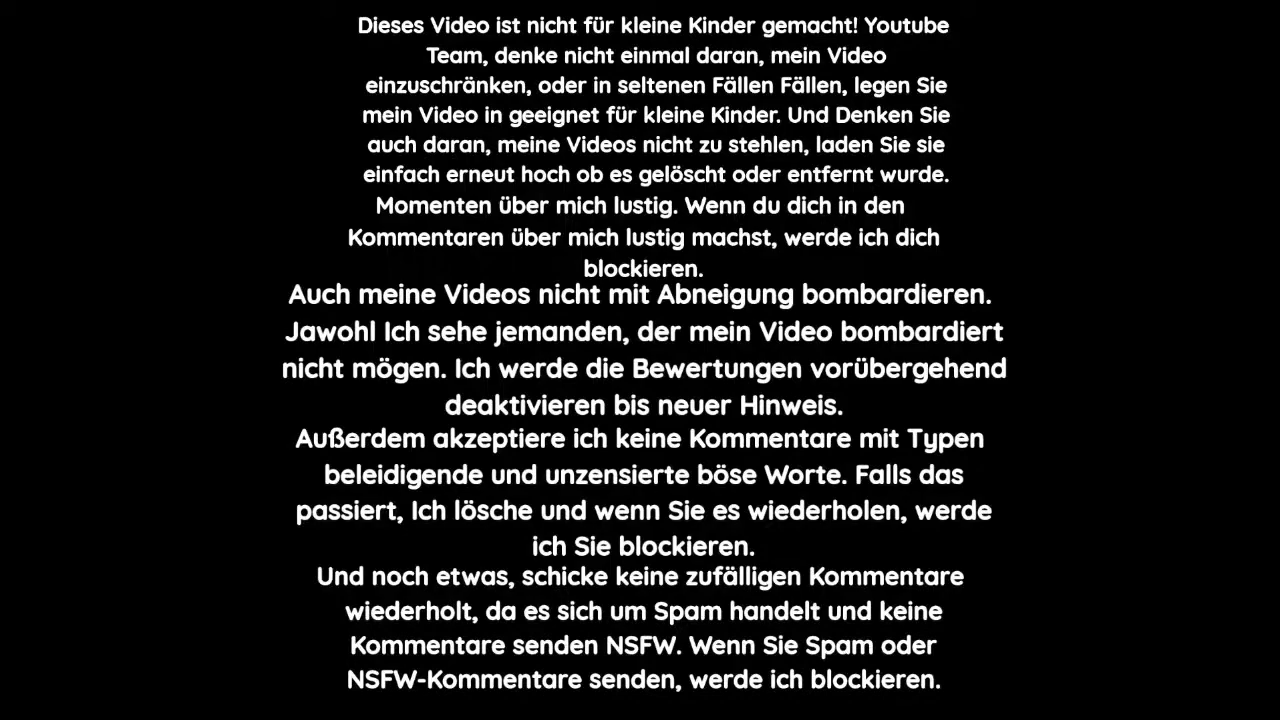 Dieses Video ist nicht für kleine Kinder gemacht! Youtube
Team, denke nicht einmal daran, mein Video
einzuschränken, oder in seltenen Fällen Fällen, legen Sie
mein Video in geeignet für kleine Kinder. Und Denken Sie
auch daran, meine Videos nicht zu stehlen, laden Sie sie
einfach erneut hoch ob es gelöscht oder entfernt wurde.
Momenten über mich lustig. Wenn du dich in den
Kommentaren über mich lustig machst, werde ich dich
blockieren.
Auch meine Videos nicht mit Abneigung bombardieren.
Jawohl Ich sehe jemanden, der mein Video bombardiert
nicht mögen. Ich werde die Bewertungen vorübergehend
deaktivieren bis neuer Hinweis.
Außerdem akzeptiere ich keine Kommentare mit Typen
beleidigende und unzensierte böse Worte. Falls das
passiert, Ich lösche und wenn Sie es wiederholen, werde
ich Sie blockieren.
Und noch etwas, schicke keine zufälligen Kommentare
wiederholt, da es sich um Spam handelt und keine
Kommentare senden NSFW. Wenn Sie Spam oder
NSFW-Kommentare senden, werde ich blockieren.